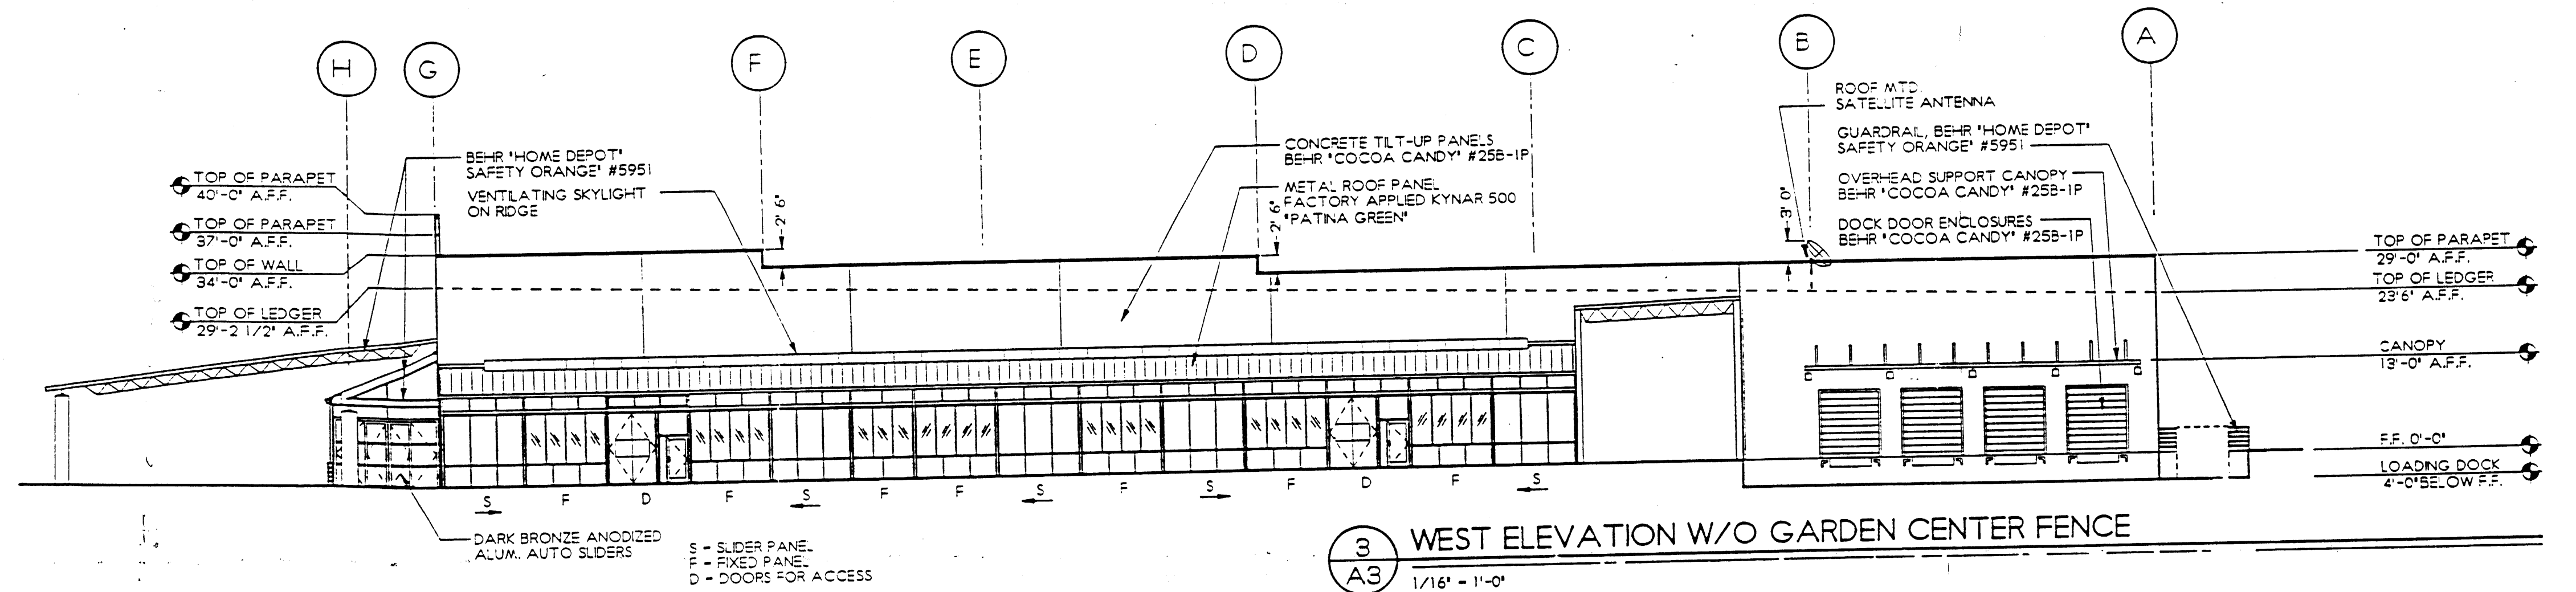 H
G
F
E
D
C
B
A
ROOF MTD.
SATELLITE ANTENNA
GUARDRAIL, BEHR "HOME DEPOT"
SAFETY ORANGE" #5951
OVERHEAD SUPPORT CANOPY
BEHR "COCOA CANDY" #25B-1P
DOCK DOOR ENCLOSURES
BEHR "COCOA CANDY" #25B-1P
CONCRETE TILT-UP PANELS
BEHR "COCOA CANDY" #25B-1P
METAL ROOF PANEL
FACTORY APPLIED KYNAR 500
"PATINA GREEN"
BEHR "HOME DEPOT"
SAFETY ORANGE" #5951
VENTILATING SKYLIGHT
ON RIDGE
TOP OF PARAPET
40'-0" A.F.F.
TOP OF PARAPET
37'-0" A.F.F.
TOP OF WALL
34'-0" A.F.F.
TOP OF LEDGER
29'-2 1/2" A.F.F.
2' 6"
2' 6"
3' 0"
TOP OF PARAPET
29'-0" A.F.F.
TOP OF LEDGER
23'6" A.F.F.
CANOPY
13'-0" A.F.F.
F.F. 0'-0"
LOADING DOCK
4'-0"BELOW F.F.
S F D F S F F S F S F D F S
DARK BRONZE ANODIZED
ALUM. AUTO SLIDERS
S - SLIDER PANEL
F - FIXED PANEL
D - DOORS FOR ACCESS
3
A3
WEST ELEVATION W/O GARDEN CENTER FENCE
1/16" - 1'-0"